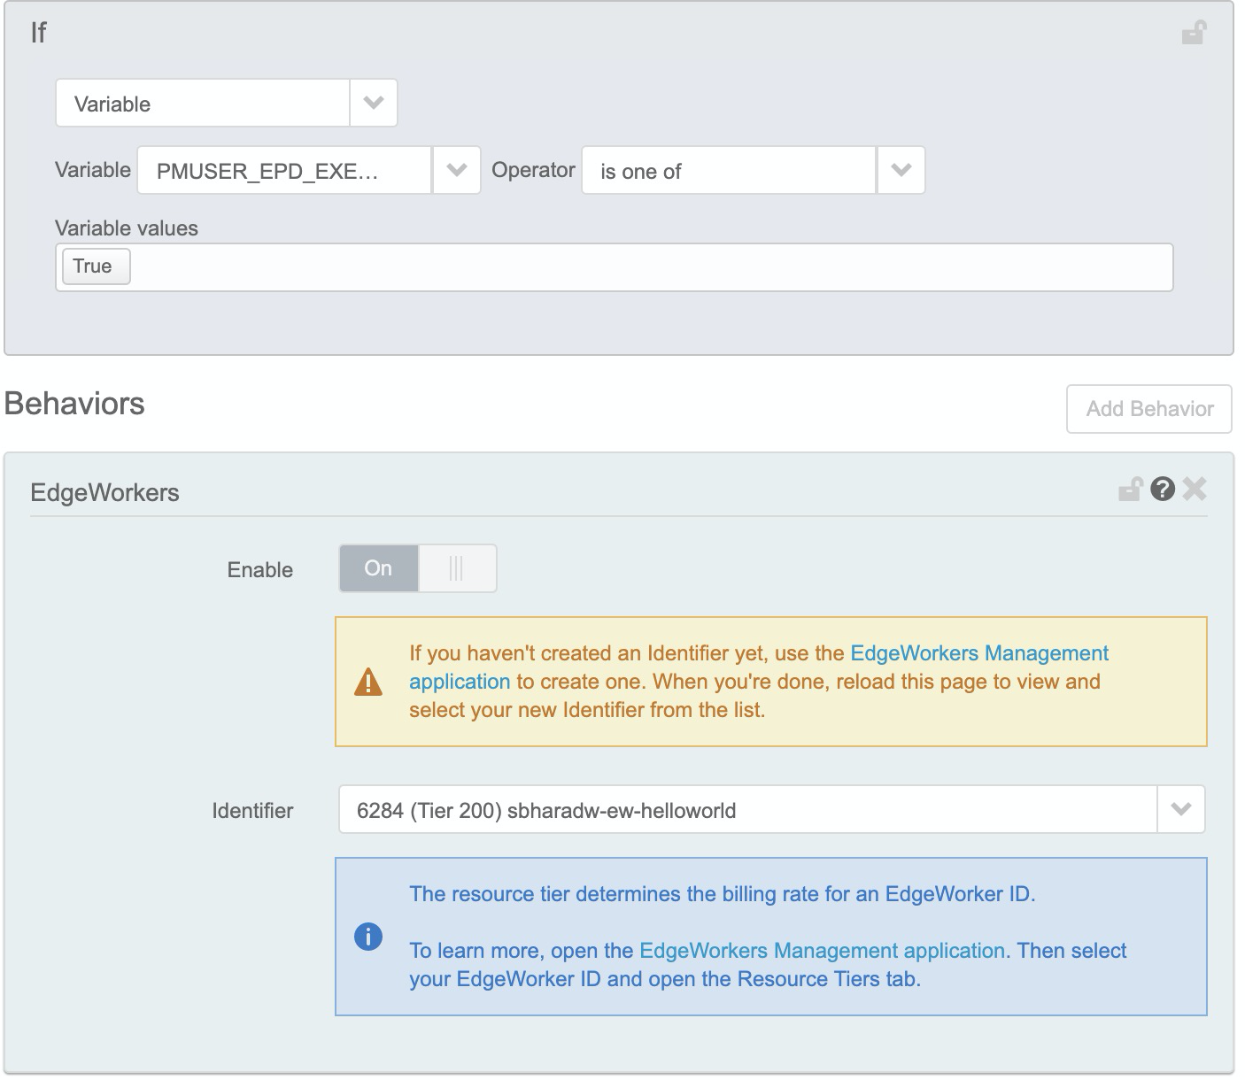 If
Variable
Variable PMUSER_EPD_EXE... Operator is one of
Variable values
True
Behaviors
Add Behavior
EdgeWorkers
Enable On
If you haven't created an Identifier yet, use the EdgeWorkers Management
application to create one. When you're done, reload this page to view and
select your new Identifier from the list.
Identifier 6284 (Tier 200) sbharadw-ew-helloworld
The resource tier determines the billing rate for an EdgeWorker ID.
To learn more, open the EdgeWorkers Management application. Then select
your EdgeWorker ID and open the Resource Tiers tab.